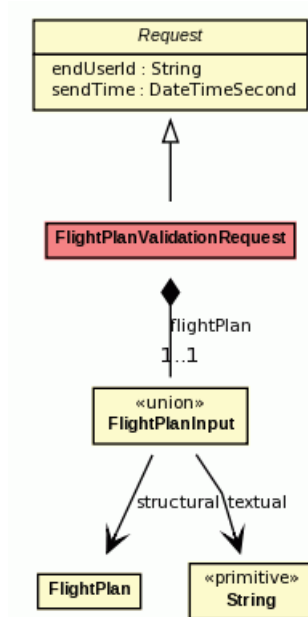 Request
endUserId : String
sendTime : DateTimeSecond
FlightPlanValidationRequest
flightPlan
1..1
«union»
FlightPlanInput
structural textual
FlightPlan
«primitive»
String